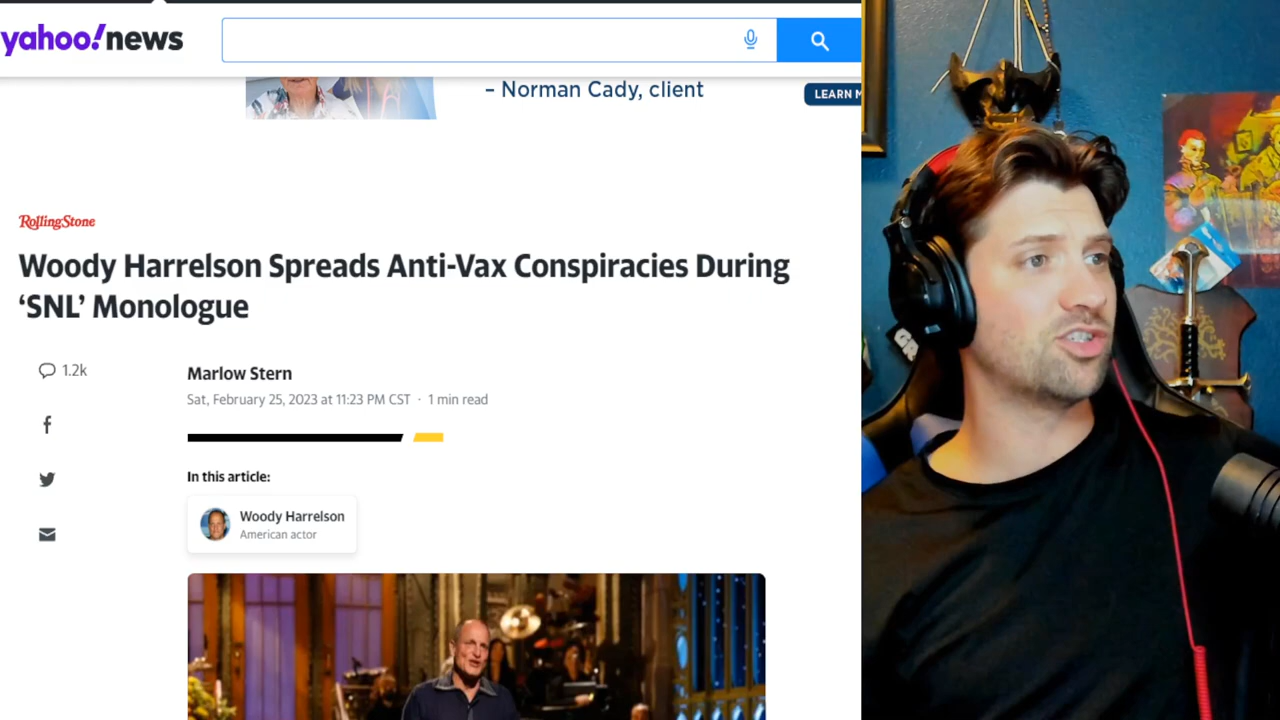 yahoo!news
– Norman Cady, client
LEARN M
RollingStone
Woody Harrelson Spreads Anti-Vax Conspiracies During
‘SNL’ Monologue
1.2k
Marlow Stern
Sat, February 25, 2023 at 11:23 PM CST · 1 min read
In this article:
Woody Harrelson
American actor